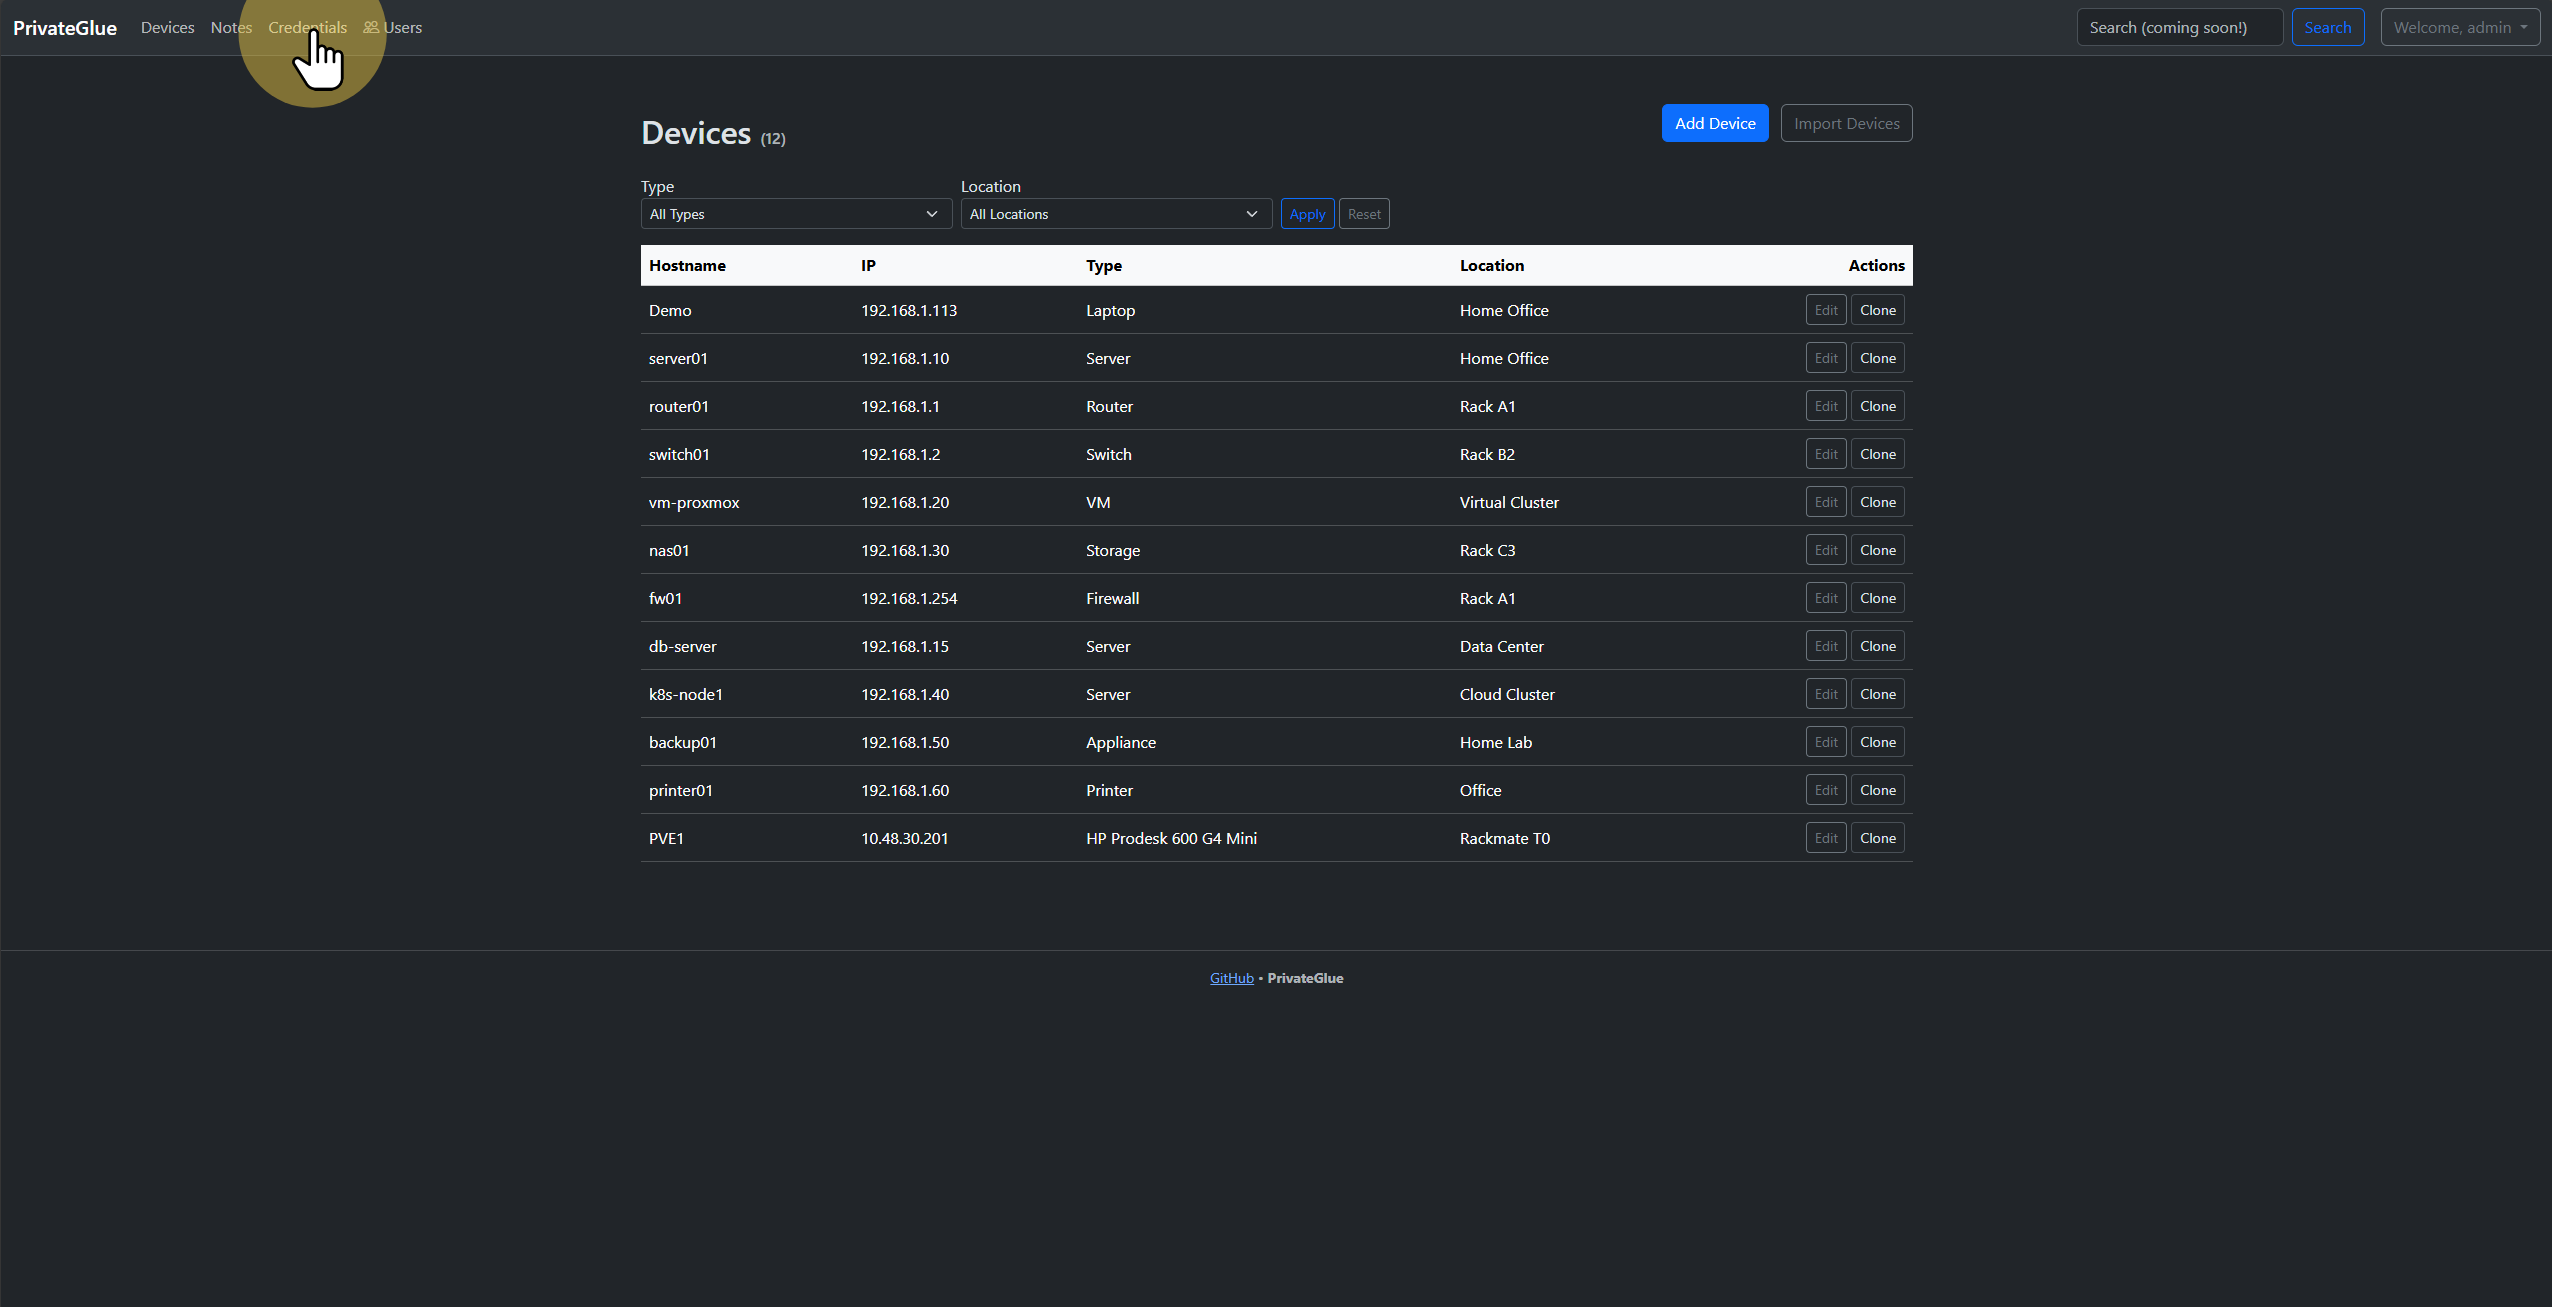 PrivateGlue Devices Notes Credentials Users Search (coming soon!) Search Welcome, admin
Devices (12) Add Device Import Devices
Type Location
All Types All Locations Apply Reset
Hostname IP Type Location Actions
Demo 192.168.1.113 Laptop Home Office Edit Clone
server01 192.168.1.10 Server Home Office Edit Clone
router01 192.168.1.1 Router Rack A1 Edit Clone
switch01 192.168.1.2 Switch Rack B2 Edit Clone
vm-proxmox 192.168.1.20 VM Virtual Cluster Edit Clone
nas01 192.168.1.30 Storage Rack C3 Edit Clone
fw01 192.168.1.254 Firewall Rack A1 Edit Clone
db-server 192.168.1.15 Server Data Center Edit Clone
k8s-node1 192.168.1.40 Server Cloud Cluster Edit Clone
backup01 192.168.1.50 Appliance Home Lab Edit Clone
printer01 192.168.1.60 Printer Office Edit Clone
PVE1 10.48.30.201 HP Prodesk 600 G4 Mini Rackmate T0 Edit Clone
GitHub • PrivateGlue